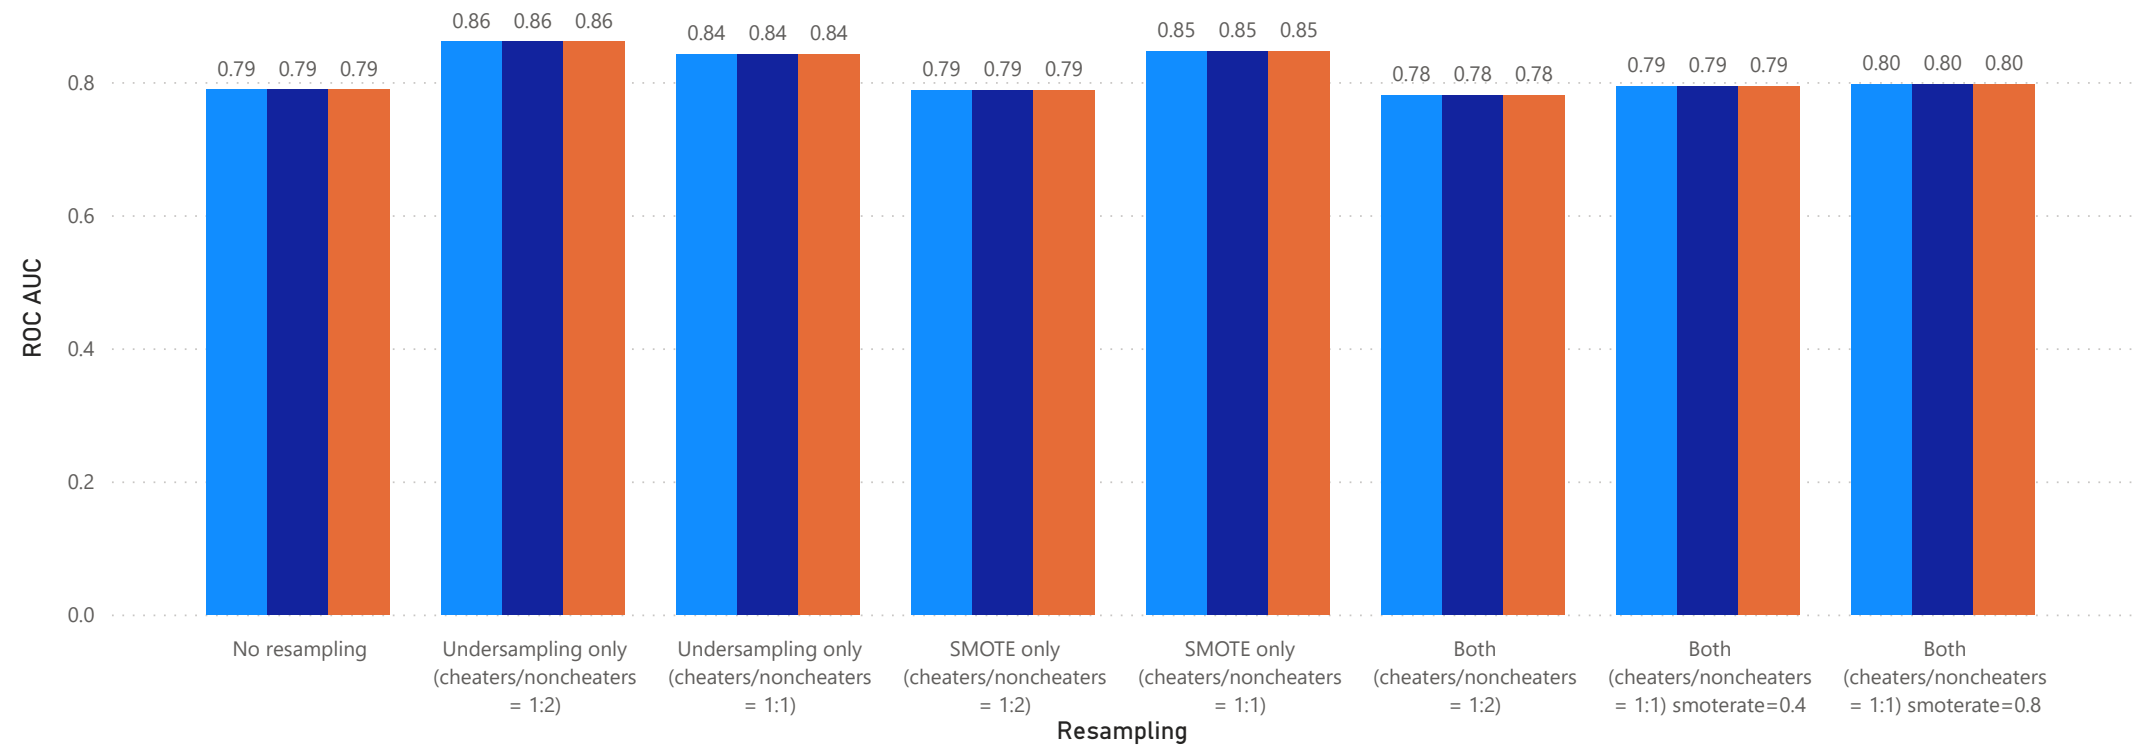 0.79 0.79 0.79
0.86 0.86 0.86
0.84 0.84 0.84
0.79 0.79 0.79
0.85 0.85 0.85
0.78 0.78 0.78
0.79 0.79 0.79
0.80 0.80 0.80
0.8
0.6
0.4
0.2
0.0
ROC AUC
No resampling
Undersampling only
(cheaters/noncheaters
= 1:2)
Undersampling only
(cheaters/noncheaters
= 1:1)
SMOTE only
(cheaters/noncheaters
= 1:2)
SMOTE only
(cheaters/noncheaters
= 1:1)
Both
(cheaters/noncheaters
= 1:2)
Both
(cheaters/noncheaters
= 1:1) smoterate=0.4
Both
(cheaters/noncheaters
= 1:1) smoterate=0.8
Resampling